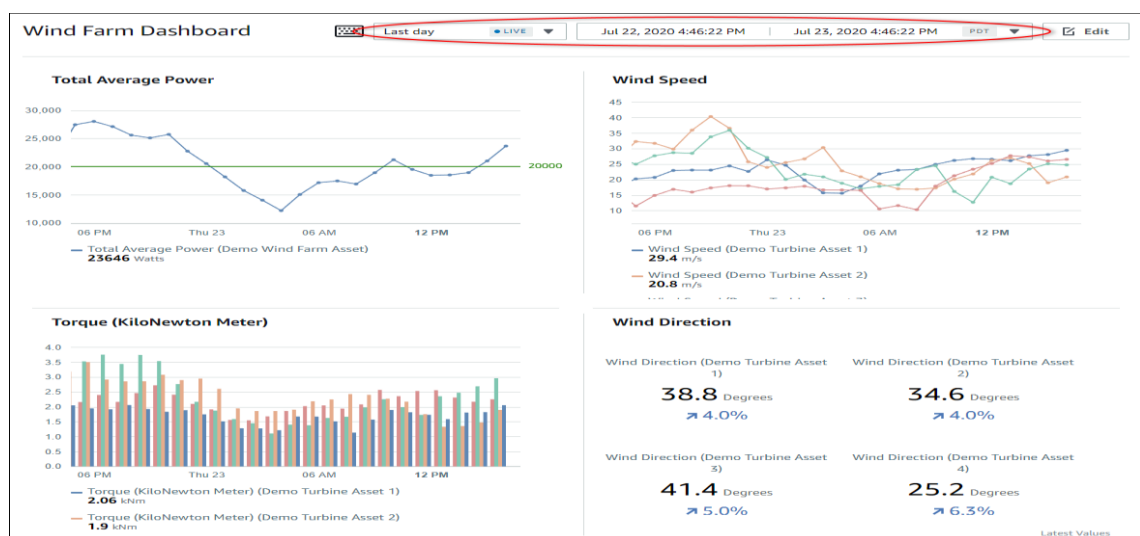 Wind Farm Dashboard
Last day LIVE Jul 22, 2020 4:46:22 PM Jul 23, 2020 4:46:22 PM PDT Edit
Total Average Power
30,000
25,000
20,000
15,000
10,000
20000
06 PM Thu 23 06 AM 12 PM
Total Average Power (Demo Wind Farm Asset)
23646 Watts
Wind Speed
45
40
35
30
25
20
15
10
06 PM Thu 23 06 AM 12 PM
Wind Speed (Demo Turbine Asset 1)
29.4 m/s
Wind Speed (Demo Turbine Asset 2)
20.8 m/s
Torque (KiloNewton Meter)
4.0
3.5
3.0
2.5
2.0
1.5
1.0
0.5
0.0
06 PM Thu 23 06 AM 12 PM
Torque (KiloNewton Meter) (Demo Turbine Asset 1)
2.06 kNm
Torque (KiloNewton Meter) (Demo Turbine Asset 2)
1.9 kNm
Wind Direction
Wind Direction (Demo Turbine Asset
1)
38.8 Degrees
4.0%
Wind Direction (Demo Turbine Asset
2)
34.6 Degrees
4.0%
Wind Direction (Demo Turbine Asset
3)
41.4 Degrees
5.0%
Wind Direction (Demo Turbine Asset
4)
25.2 Degrees
6.3%
Latest Values